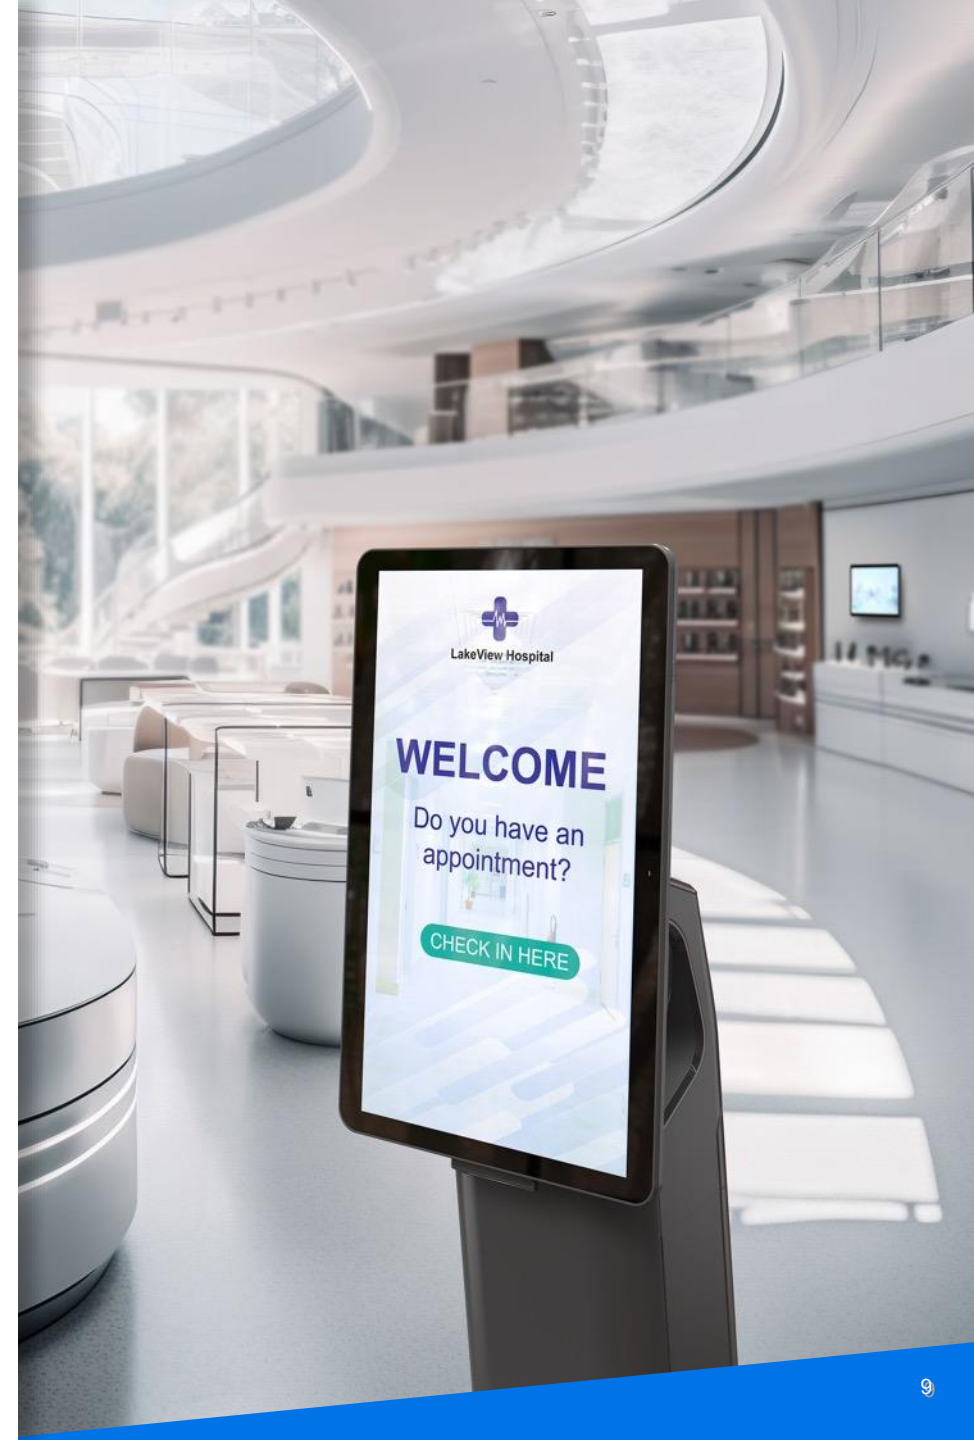 LakeView Hospital
WELCOME
Do you have an
appointment?
CHECK IN HERE
9